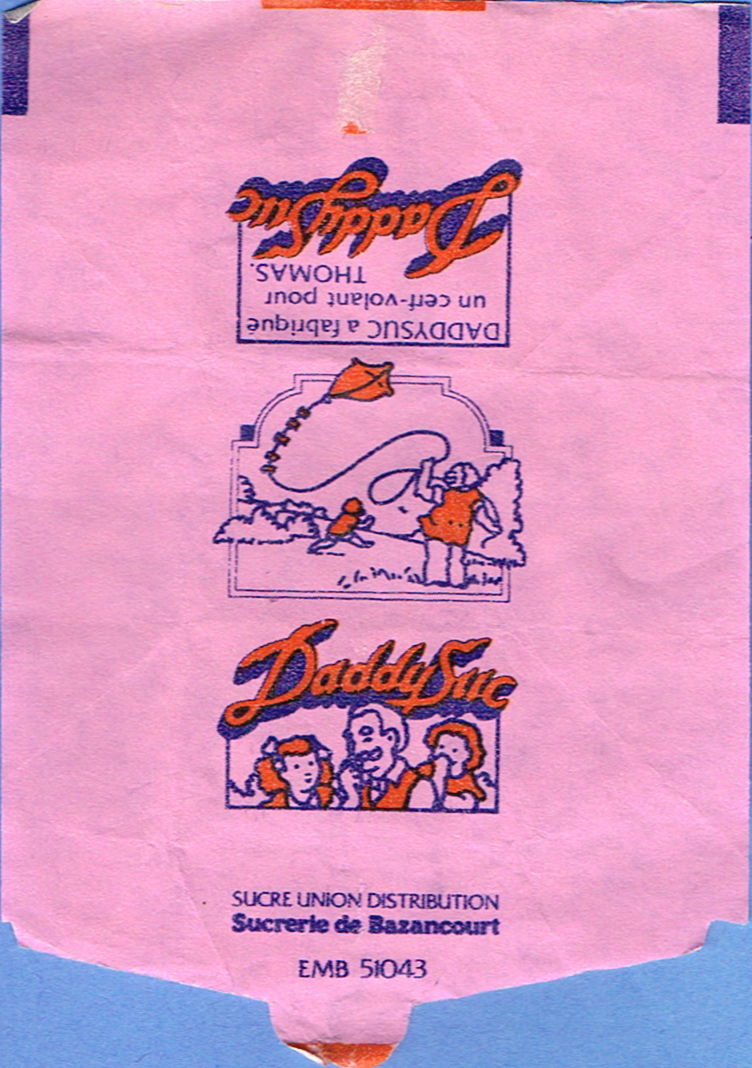 DaddySuc
DADDYSUC a fabriqué
un cerf-volant pour
THOMAS.
DaddySuc
SUCRE UNION DISTRIBUTION
Sucrerie de Bazancourt
EMB 51043